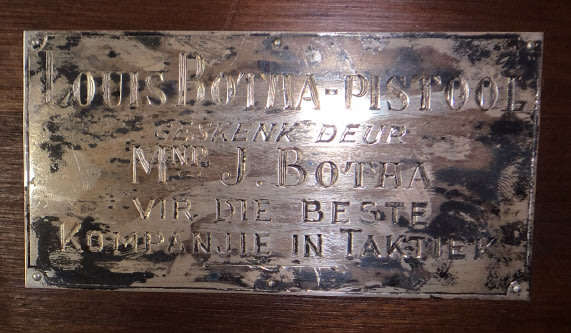 LOUIS BOTHA-PISTOOL
GESKENK DEUR
MNR. J. BOTHA
VIR DIE BESTE
KOMPANJIE IN TAKTIEK